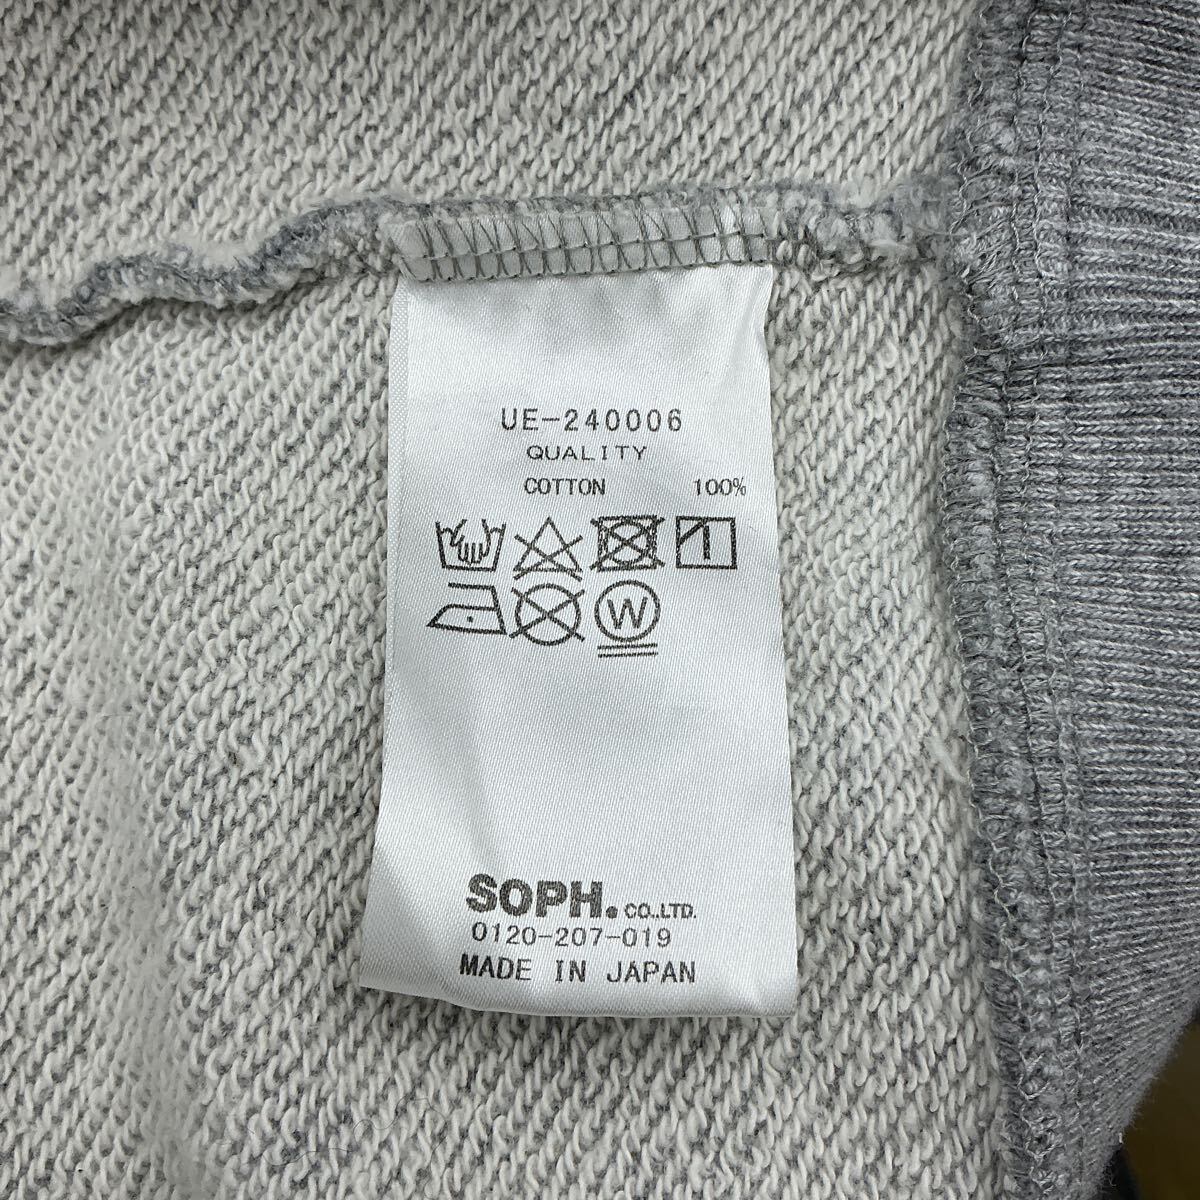 UE-240006
QUALITY
COTTON 100%
W
SOPH. CO.,LTD.
0120-207-019
MADE IN JAPAN